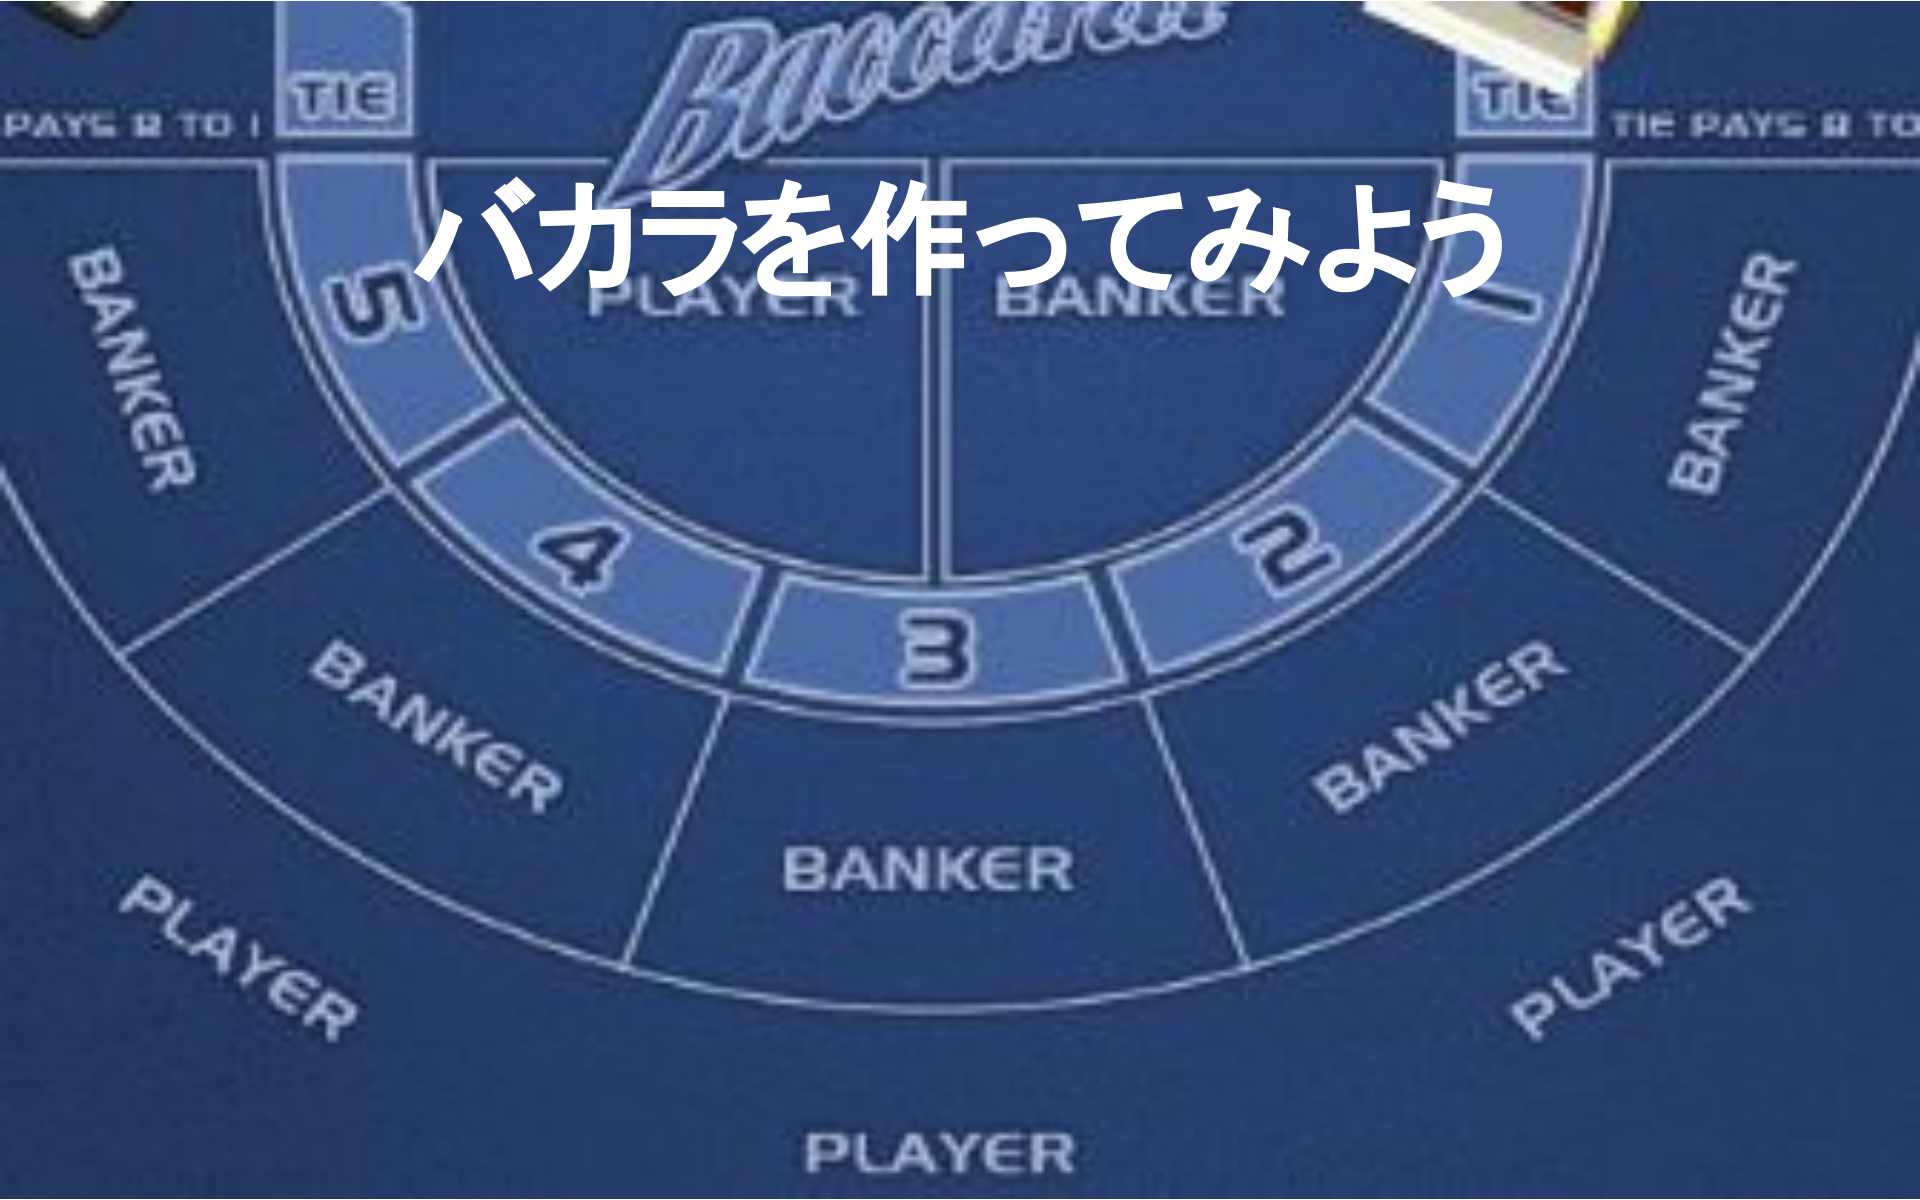 Baccarat
TIE
TIE
PAYS 8 TO 1
TIE PAYS 8 TO
バカラを作ってみよう
PLAYER
BANKER
5
1
BANKER
BANKER
4
2
3
BANKER
BANKER
BANKER
PLAYER
PLAYER
PLAYER